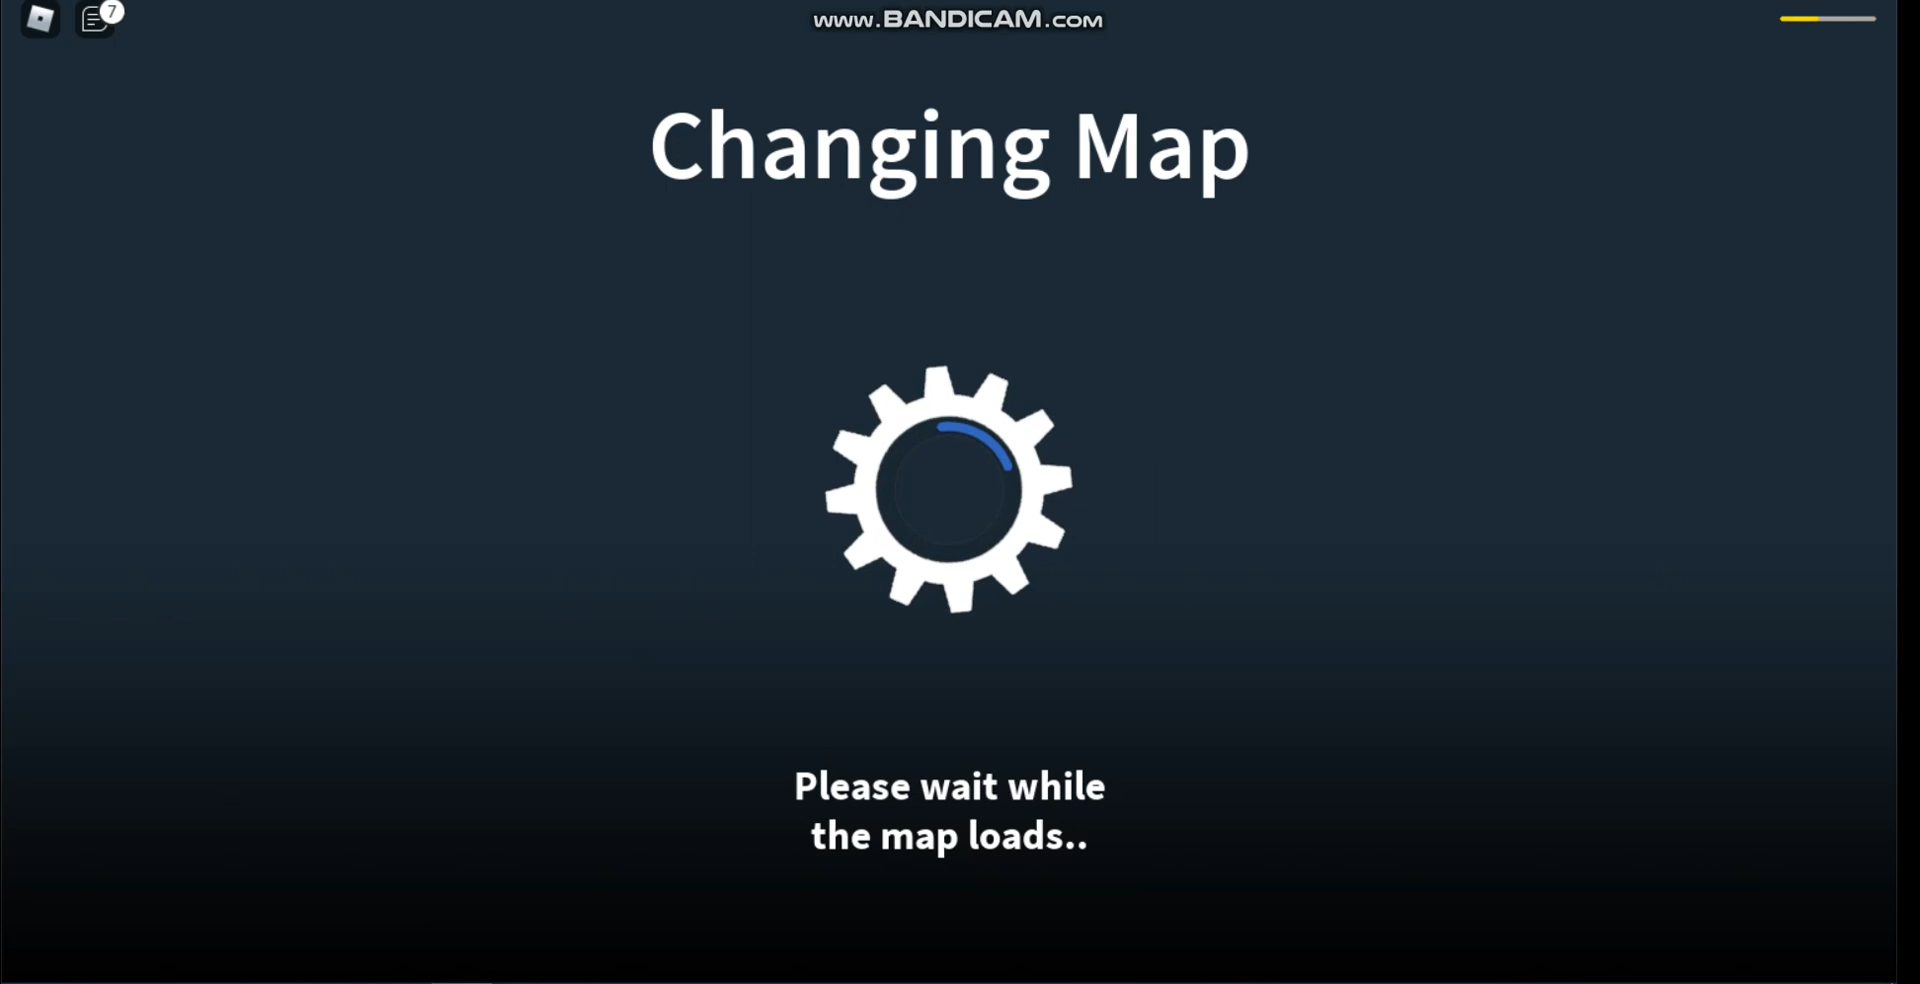 7
www.BANDICAM.com
Changing Map
Please wait while
the map loads..